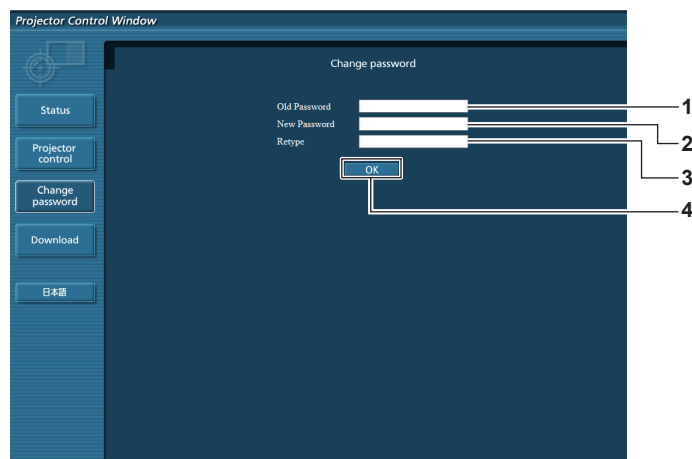 Projector Control Window
Change password
Old Password 1
New Password 2
Retype 3
OK 4
Status
Projector
control
Change
password
Download
日本語